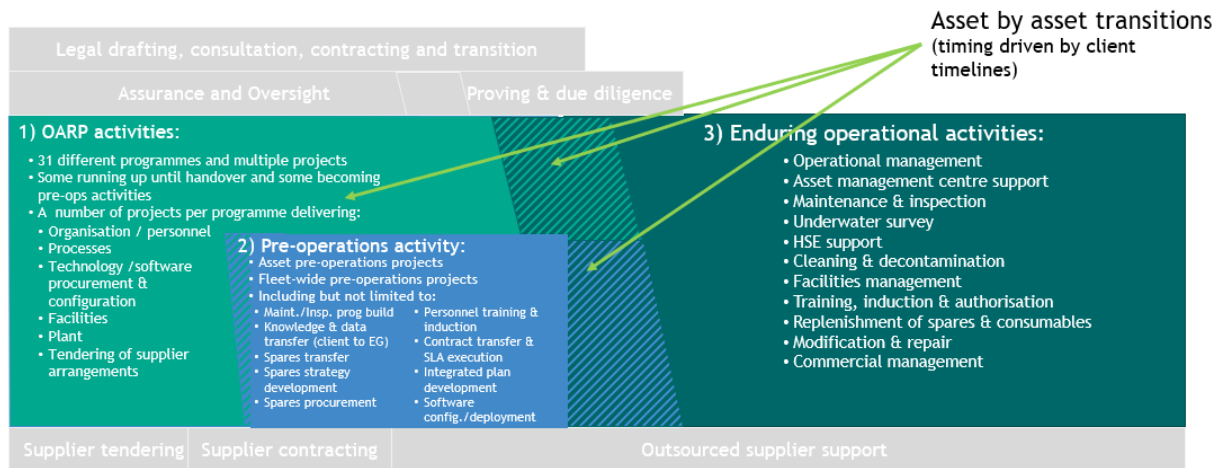 Asset by asset transitions
(timing driven by client
timelines)
Legal drafting, consultation, contracting and transition
Assurance and Oversight
Proving & due diligence
1) OARP activities:
• 31 different programmes and multiple projects
• Some running up until handover and some becoming
pre-ops activities
• A number of projects per programme delivering:
• Organisation / personnel
• Processes
• Technology /software
procurement &
configuration
• Facilities
• Plant
• Tendering of supplier
arrangements
2) Pre-operations activity:
• Asset pre-operations projects
• Fleet-wide pre-operations projects
• Including but not limited to:
• Maint./Insp. prog build
• Knowledge & data
transfer (client to EG)
• Spares transfer
• Spares strategy
development
• Spares procurement
• Personnel training &
induction
• Contract transfer &
SLA execution
• Integrated plan
development
• Software
config./deployment
3) Enduring operational activities:
• Operational management
• Asset management centre support
• Maintenance & inspection
• Underwater survey
• HSE support
• Cleaning & decontamination
• Facilities management
• Training, induction & authorisation
• Replenishment of spares & consumables
• Modification & repair
• Commercial management
Supplier tendering
Supplier contracting
Outsourced supplier support